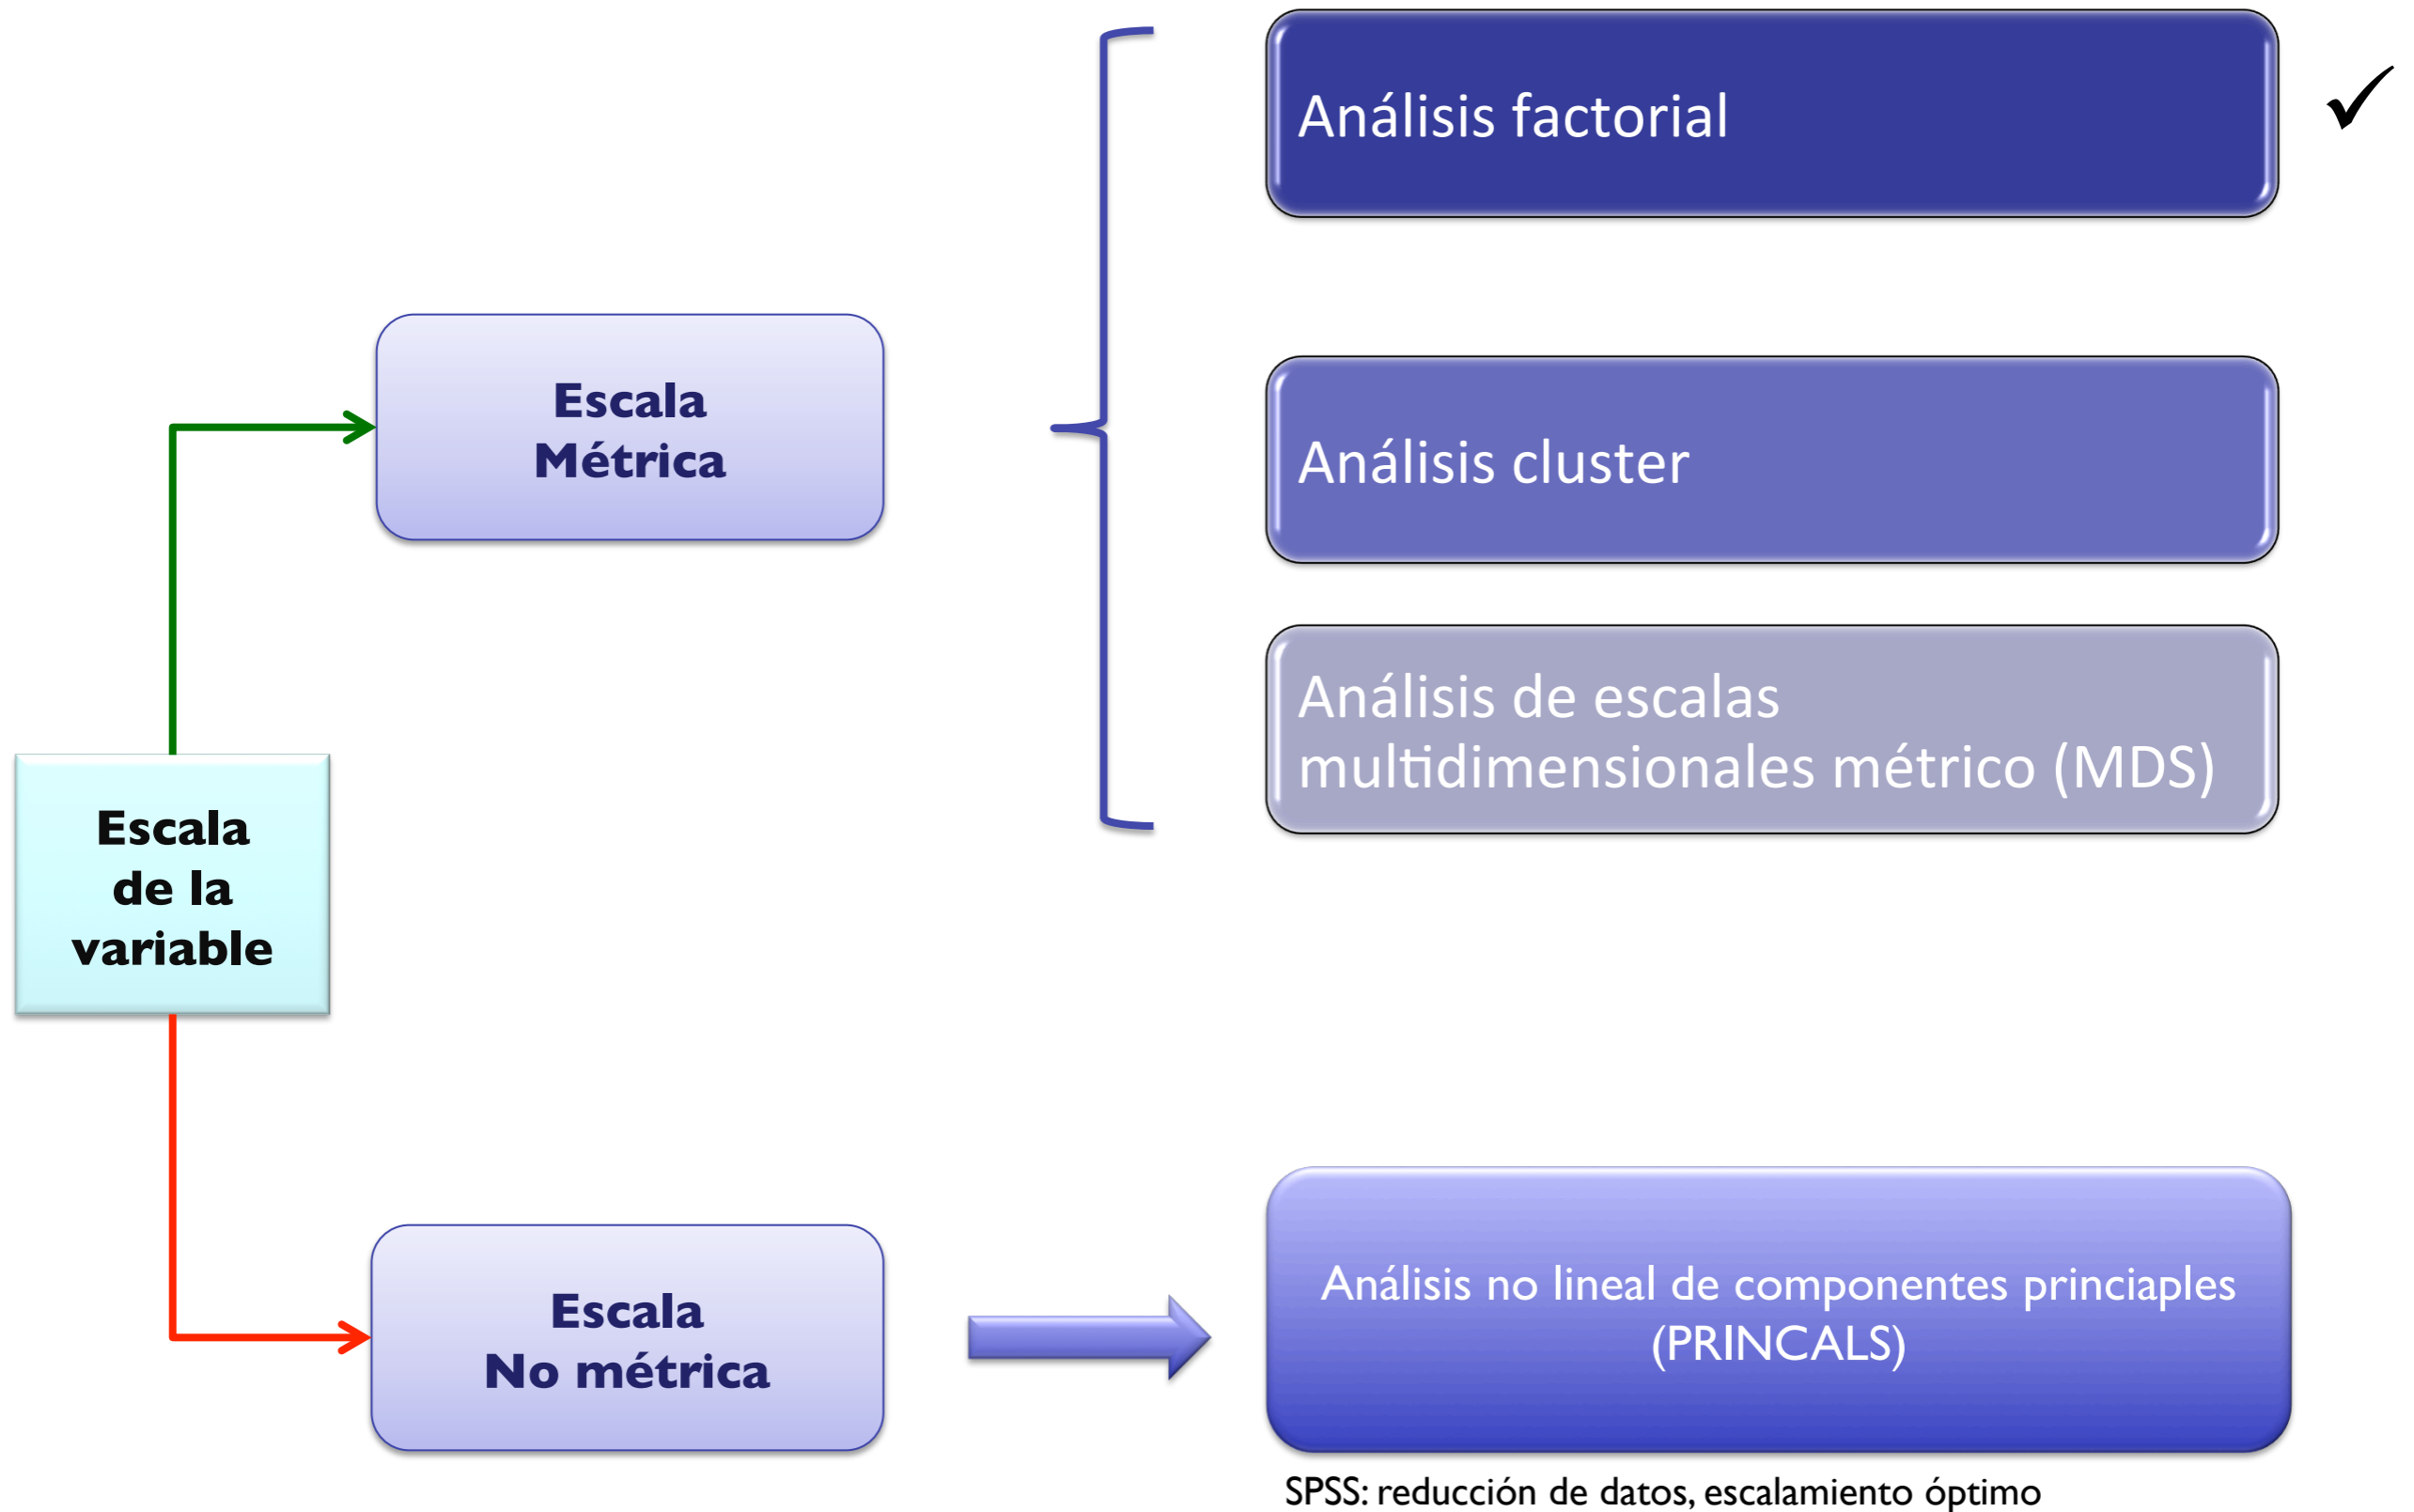 Análisis factorial
✓
Escala
Métrica
Análisis cluster
Análisis de escalas
multidimensionales métrico (MDS)
Escala
de la
variable
Escala
No métrica
Análisis no lineal de componentes princiaples
(PRINCALS)
SPSS: reducción de datos, escalamiento óptimo